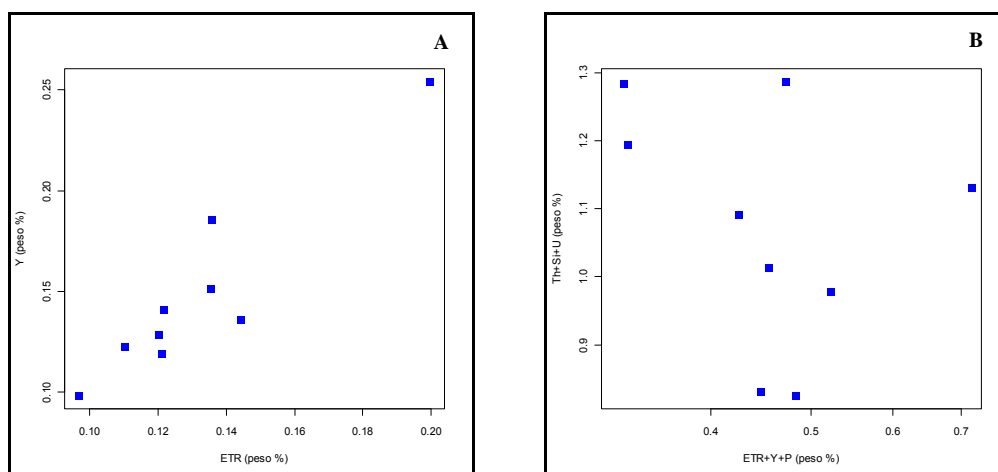 A
0.25
0.20
0.15
0.10
Y (peso %)
0.10 0.12 0.14 0.16 0.18 0.20
ETR (peso %)
B
1.3
1.2
1.1
1.0
0.9
Th+Si+U (peso %)
0.4 0.5 0.6 0.7
ETR+Y+P (peso %)